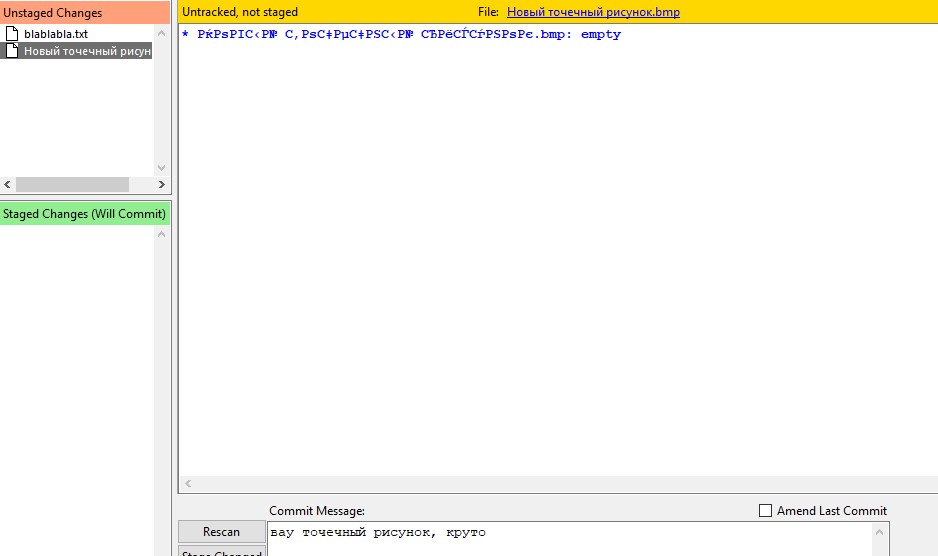 Unstaged Changes
blablabla.txt
Новый точечный рисун
Staged Changes (Will Commit)
Untracked, not staged
File: Новый точечный рисунок.bmp
* РќРѕРІС‹Р№ С‚РѕС‡РµС‡РЅС‹Р№ СЂРёСЃСѓРЅРѕРє.bmp: empty
Commit Message:
Amend Last Commit
Rescan
вау точечный рисунок, круто
Stage Changed